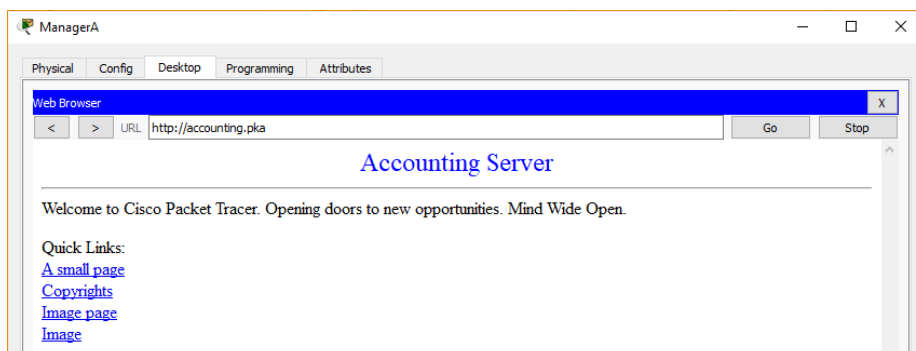 ManagerA
Physical Config Desktop Programming Attributes
Web Browser X
< > URL http://accounting.pka Go Stop
Accounting Server
Welcome to Cisco Packet Tracer. Opening doors to new opportunities. Mind Wide Open.
Quick Links:
A small page
Copyrights
Image page
Image